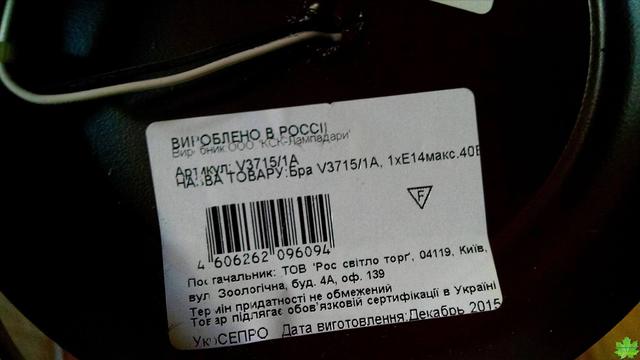 ВИРОБЛЕНО В РОСІЇ
Виробник ООО "КСК-Лампадари"
Артикул: V3715/1A
НАЗВА ТОВАРУ:Бра V3715/1A, 1xE14макс.40В
F
4 606262 096094
Постачальник: ТОВ 'Рос світло торг', 04119, Київ,
вул Зоологічна, буд. 4А, оф. 139
Термін придатності не обмежений
Товар підлягає обов'язковій сертифікації в Україні
УкрСЕПРО Дата виготовлення:Декабрь 2015